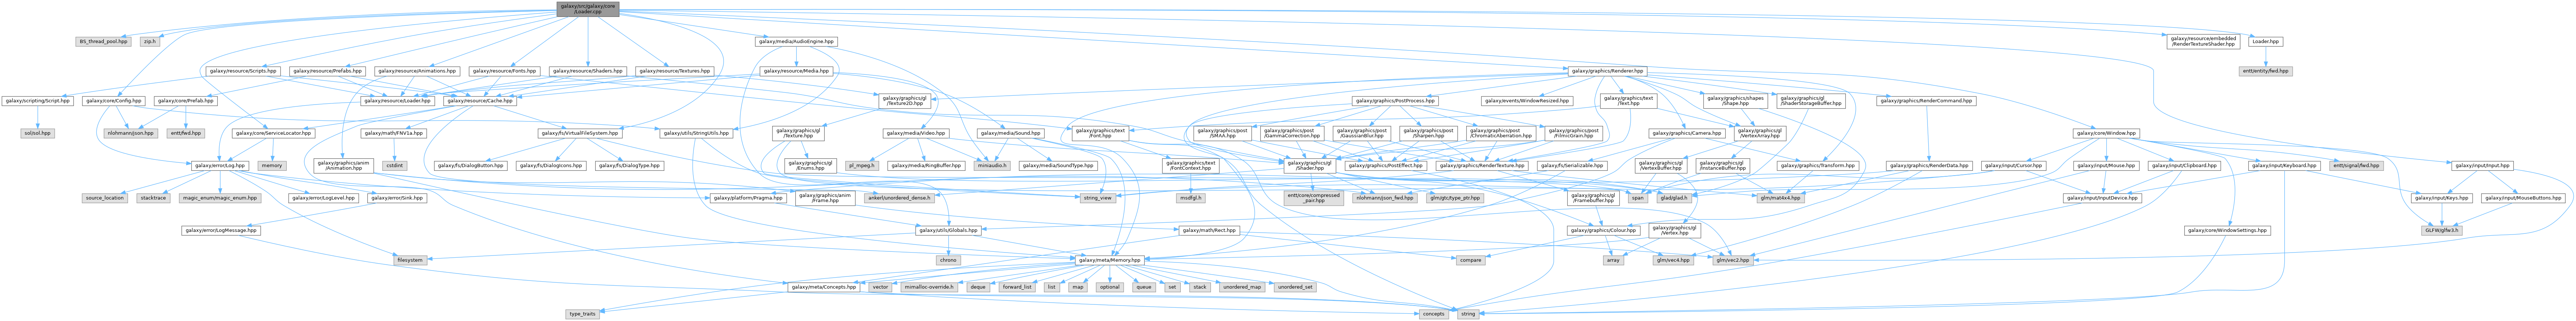 galaxy/src/galaxy/core
/Loader.cpp
BS_thread_pool.hpp
zip.h
galaxy/media/AudioEngine.hpp
galaxy/resource/embedded
/RenderTextureShader.hpp
Loader.hpp
galaxy/resource/Scripts.hpp
galaxy/resource/Prefabs.hpp
galaxy/resource/Animations.hpp
galaxy/resource/Fonts.hpp
galaxy/resource/Shaders.hpp
galaxy/resource/Textures.hpp
galaxy/resource/Media.hpp
galaxy/graphics/Renderer.hpp
entt/entity/fwd.hpp
galaxy/scripting/Script.hpp
galaxy/core/Config.hpp
galaxy/core/Prefab.hpp
galaxy/resource/Loader.hpp
galaxy/resource/Cache.hpp
galaxy/graphics/gl
/Texture2D.hpp
galaxy/graphics/PostProcess.hpp
galaxy/events/WindowResized.hpp
galaxy/graphics/text
/Text.hpp
galaxy/graphics/shapes
/Shape.hpp
galaxy/graphics/gl
/ShaderStorageBuffer.hpp
galaxy/graphics/RenderCommand.hpp
sol/sol.hpp
nlohmann/json.hpp
entt/fwd.hpp
galaxy/core/ServiceLocator.hpp
galaxy/math/FNV1a.hpp
galaxy/fs/VirtualFileSystem.hpp
galaxy/utils/StringUtils.hpp
galaxy/graphics/gl
/Texture.hpp
galaxy/media/Video.hpp
galaxy/media/Sound.hpp
galaxy/graphics/text
/Font.hpp
galaxy/graphics/post
/SMAA.hpp
galaxy/graphics/post
/GammaCorrection.hpp
galaxy/graphics/post
/GaussianBlur.hpp
galaxy/graphics/post
/Sharpen.hpp
galaxy/graphics/post
/ChromaticAberration.hpp
galaxy/graphics/post
/FilmicGrain.hpp
galaxy/graphics/Camera.hpp
galaxy/graphics/gl
/VertexArray.hpp
galaxy/core/Window.hpp
galaxy/error/Log.hpp
memory
galaxy/graphics/anim
/Animation.hpp
cstdint
galaxy/fs/DialogButton.hpp
galaxy/fs/DialogIcons.hpp
galaxy/fs/DialogType.hpp
galaxy/graphics/gl
/Enums.hpp
pl_mpeg.h
galaxy/media/RingBuffer.hpp
miniaudio.h
galaxy/media/SoundType.hpp
galaxy/graphics/text
/FontContext.hpp
galaxy/graphics/gl
/Shader.hpp
galaxy/graphics/PostEffect.hpp
galaxy/graphics/RenderTexture.hpp
galaxy/fs/Serializable.hpp
galaxy/graphics/gl
/VertexBuffer.hpp
galaxy/graphics/gl
/InstanceBuffer.hpp
galaxy/graphics/Transform.hpp
galaxy/graphics/RenderData.hpp
galaxy/input/Cursor.hpp
galaxy/input/Mouse.hpp
galaxy/input/Clipboard.hpp
galaxy/input/Keyboard.hpp
entt/signal/fwd.hpp
galaxy/input/Input.hpp
source_location
stacktrace
magic_enum/magic_enum.hpp
galaxy/error/LogLevel.hpp
galaxy/error/Sink.hpp
galaxy/platform/Pragma.hpp
galaxy/graphics/anim
/Frame.hpp
ankerl/unordered_dense.h
string_view
msdfgl.h
entt/core/compressed
_pair.hpp
nlohmann/json_fwd.hpp
glm/gtc/type_ptr.hpp
galaxy/graphics/gl
/Framebuffer.hpp
span
glad/glad.h
glm/mat4x4.hpp
galaxy/input/InputDevice.hpp
galaxy/input/Keys.hpp
galaxy/input/MouseButtons.hpp
galaxy/error/LogMessage.hpp
galaxy/utils/Globals.hpp
galaxy/math/Rect.hpp
galaxy/graphics/Colour.hpp
galaxy/graphics/gl
/Vertex.hpp
galaxy/core/WindowSettings.hpp
GLFW/glfw3.h
filesystem
chrono
galaxy/meta/Memory.hpp
compare
array
glm/vec4.hpp
glm/vec2.hpp
galaxy/meta/Concepts.hpp
vector
mimalloc-override.h
deque
forward_list
list
map
optional
queue
set
stack
unordered_map
unordered_set
type_traits
concepts
string